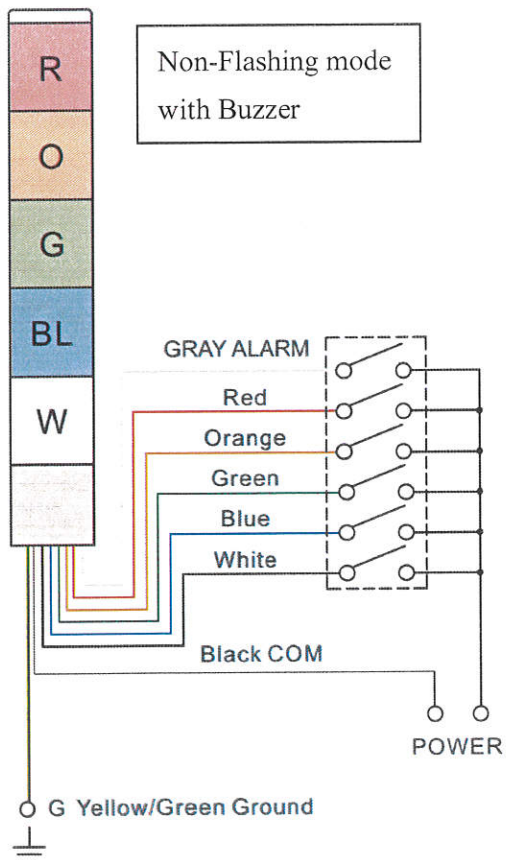 Non-Flashing mode
with Buzzer
R
O
G
BL
W
GRAY ALARM
Red
Orange
Green
Blue
White
Black COM
POWER
G Yellow/Green Ground